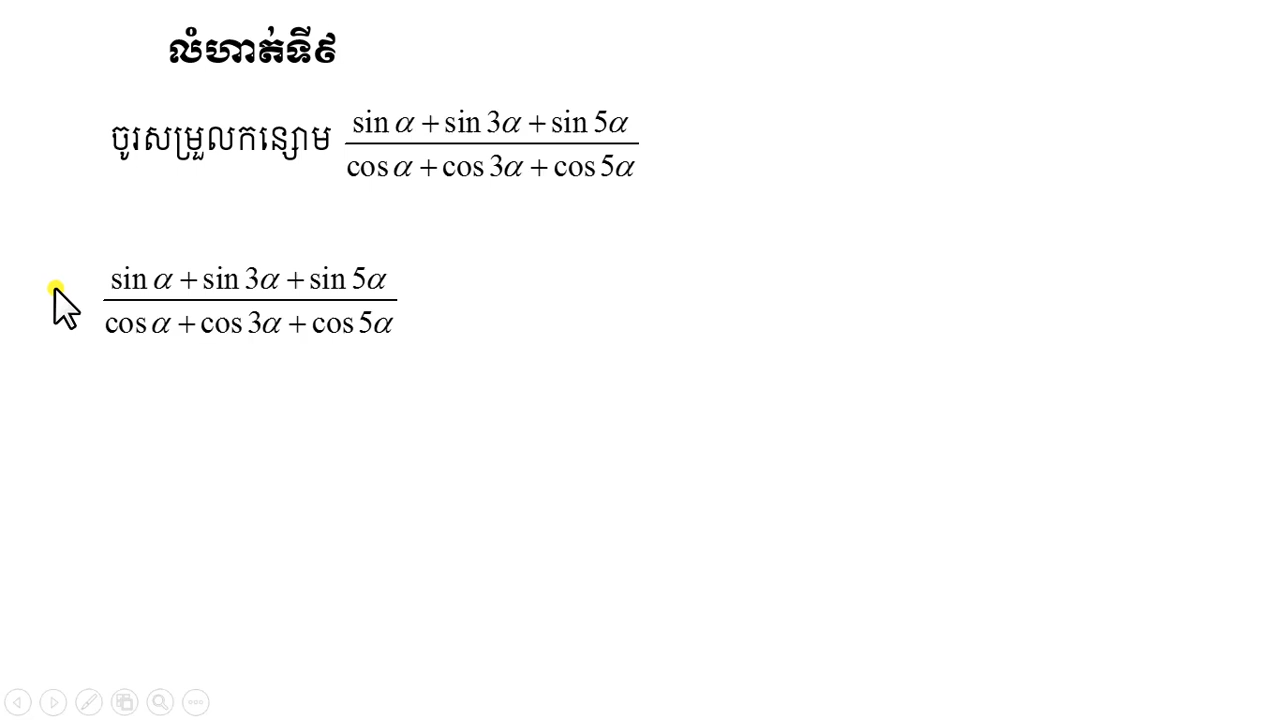 លំហាត់ទី៩
ចូរសម្រួលកន្សោម sin α + sin 3α + sin 5α
cos α + cos 3α + cos 5α
sin α + sin 3α + sin 5α
cos α + cos 3α + cos 5α